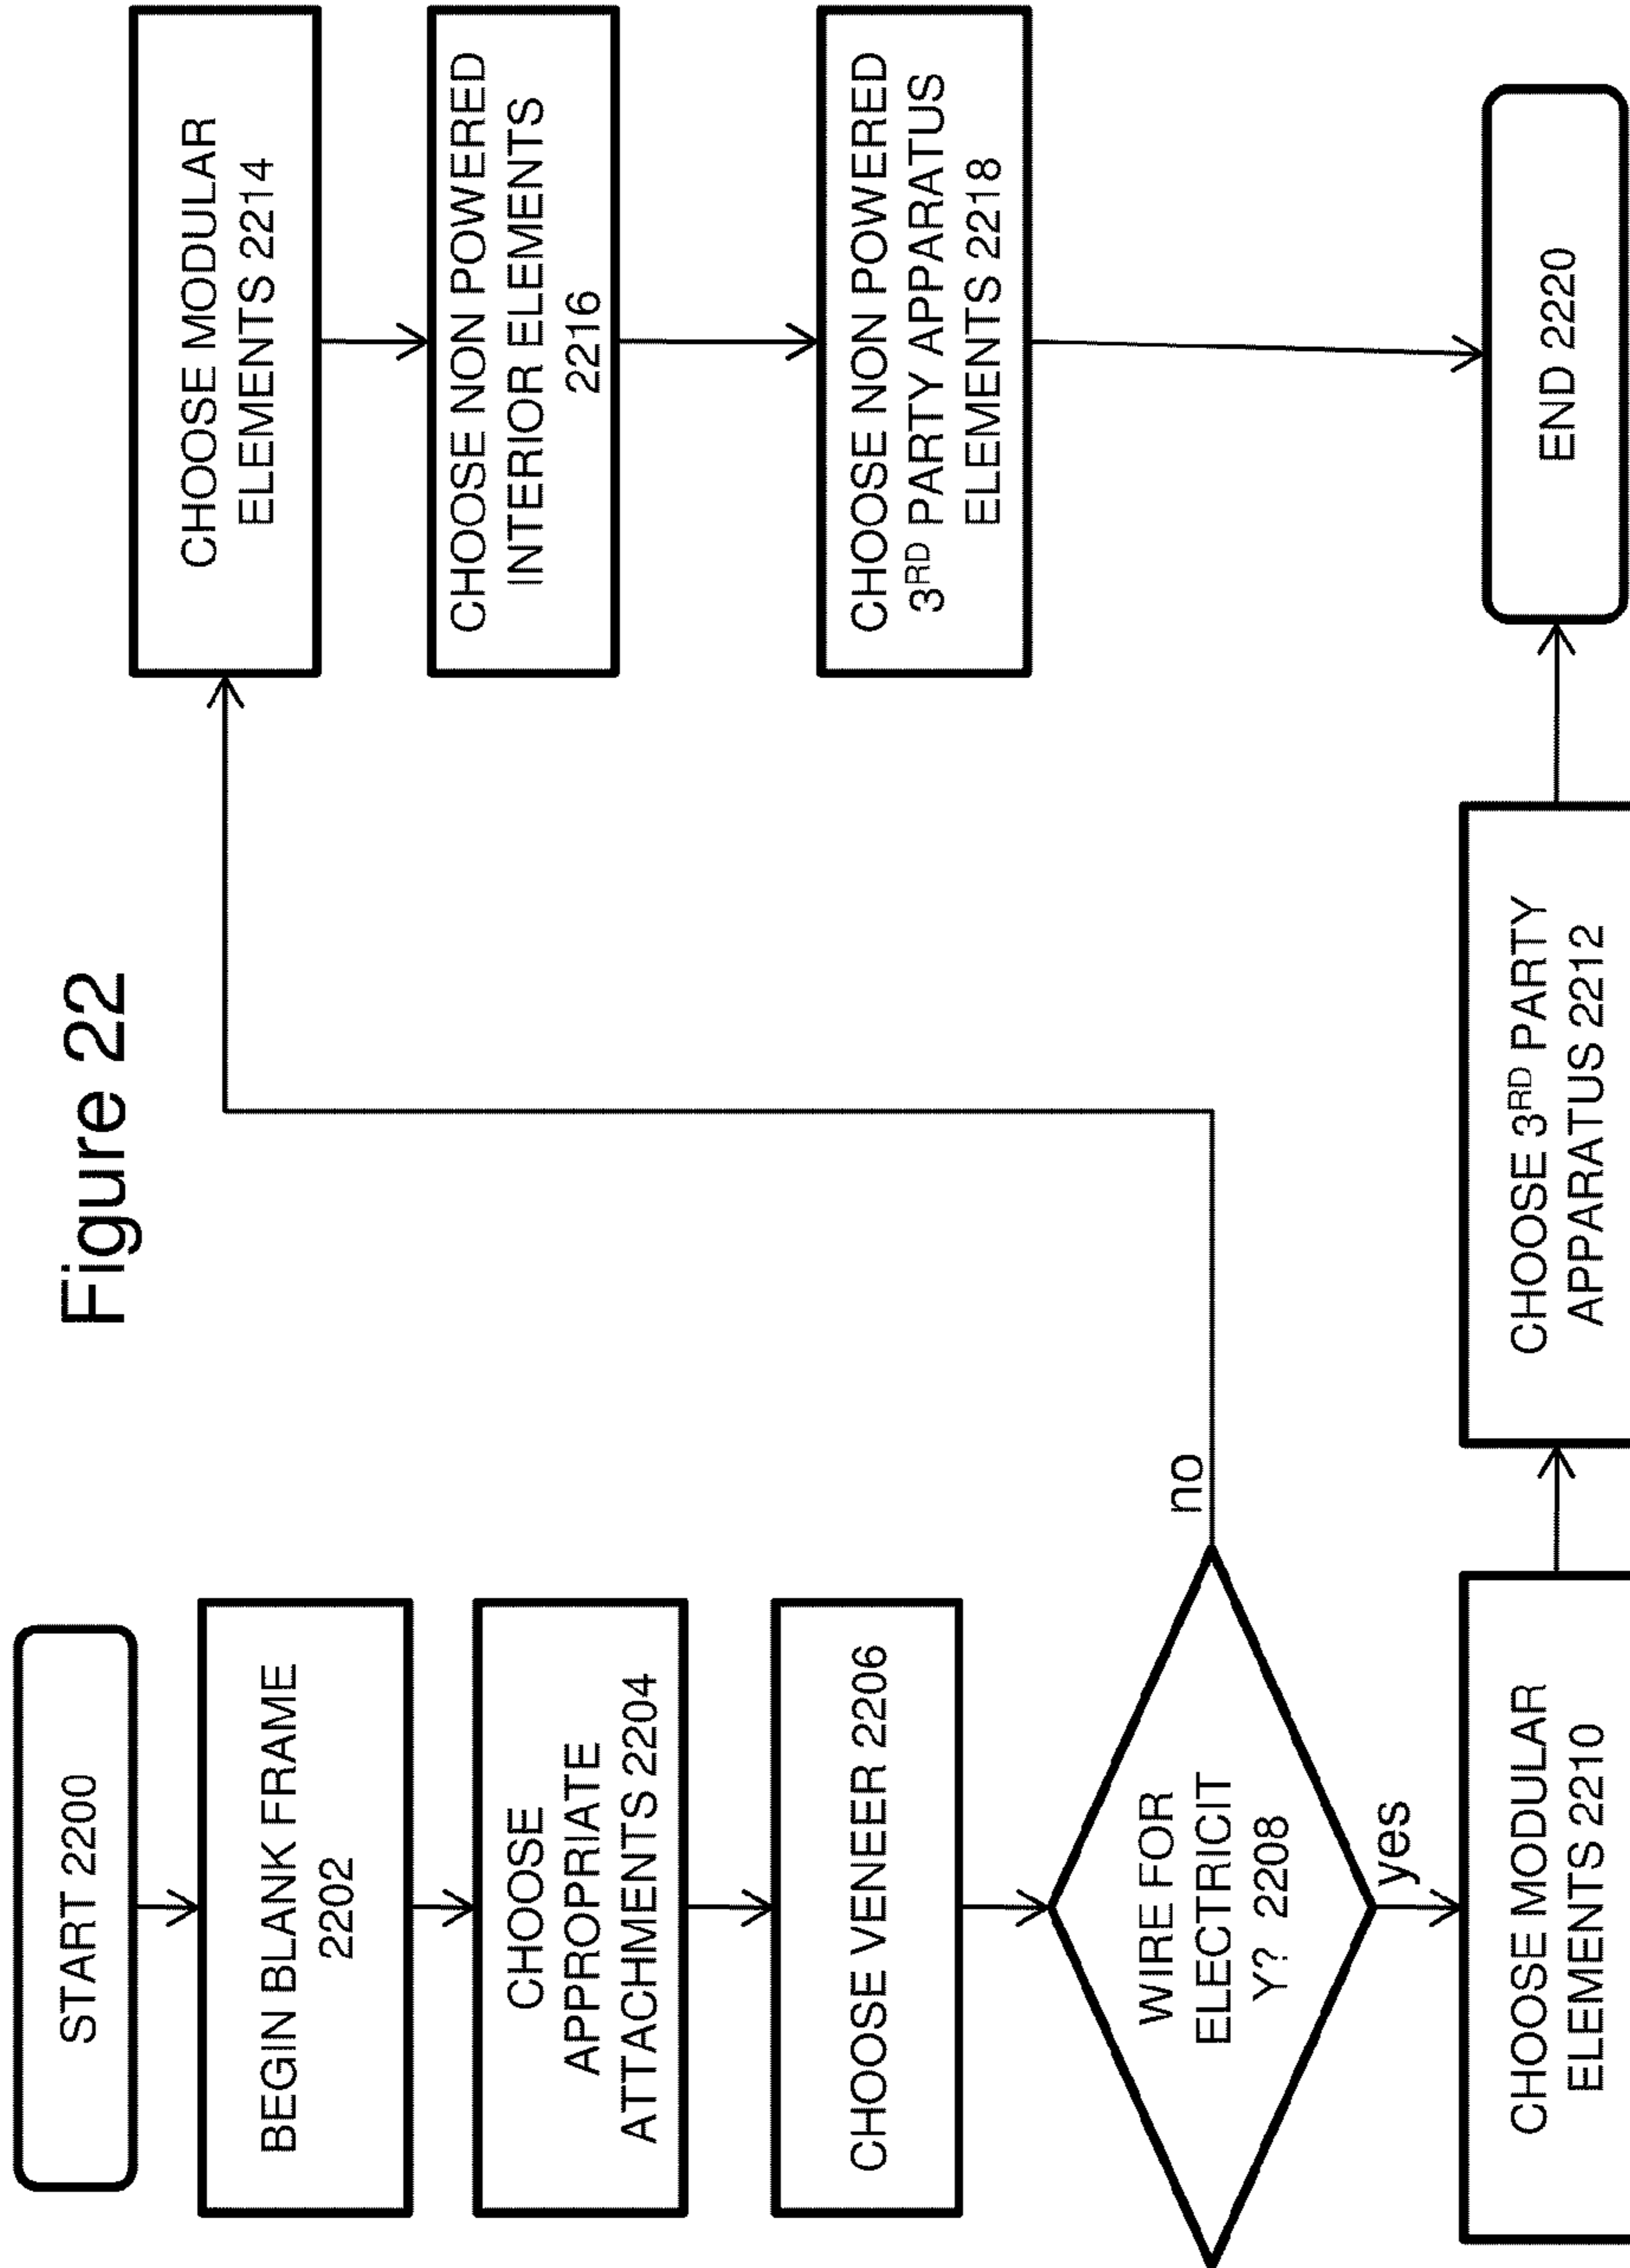 Figure 22
START 2200
BEGIN BLANK FRAME
2202
CHOOSE
APPROPRIATE
ATTACHMENTS 2204
CHOOSE VENEER 2206
WIRE FOR
ELECTRICIT
Y? 2208
no
yes
CHOOSE MODULAR
ELEMENTS 2210
CHOOSE 3RD PARTY
APPARATUS 2212
CHOOSE MODULAR
ELEMENTS 2214
CHOOSE NON POWERED
INTERIOR ELEMENTS
2216
CHOOSE NON POWERED
3RD PARTY APPARATUS
ELEMENTS 2218
END 2220